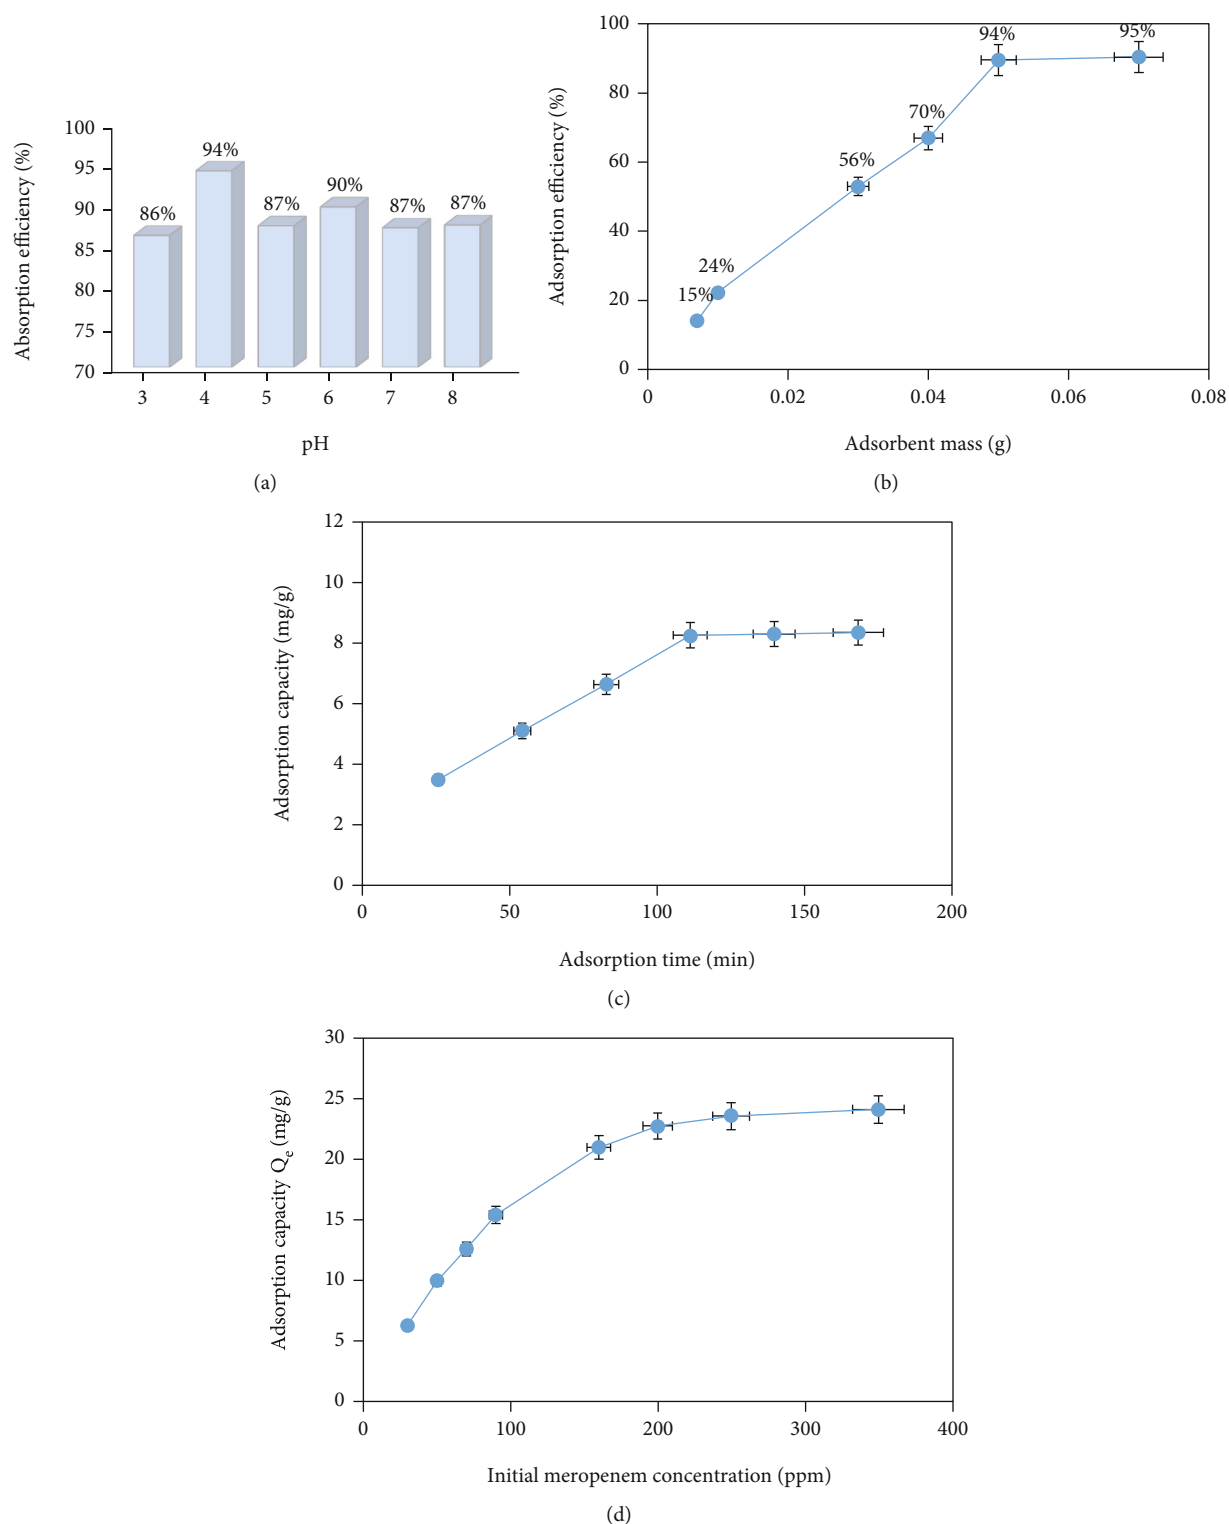 Absorption efficiency (%)
100
95
90
85
80
75
70
86%
94%
87%
90%
87%
87%
3 4 5 6 7 8
pH
(a)
Adsorption efficiency (%)
100
80
60
40
20
0
15%
24%
56%
70%
94%
95%
0 0.02 0.04 0.06 0.08
Adsorbent mass (g)
(b)
Adsorption capacity (mg/g)
12
10
8
6
4
2
0
0 50 100 150 200
Adsorption time (min)
(c)
Adsorption capacity Qe (mg/g)
30
25
20
15
10
5
0
0 100 200 300 400
Initial meropenem concentration (ppm)
(d)